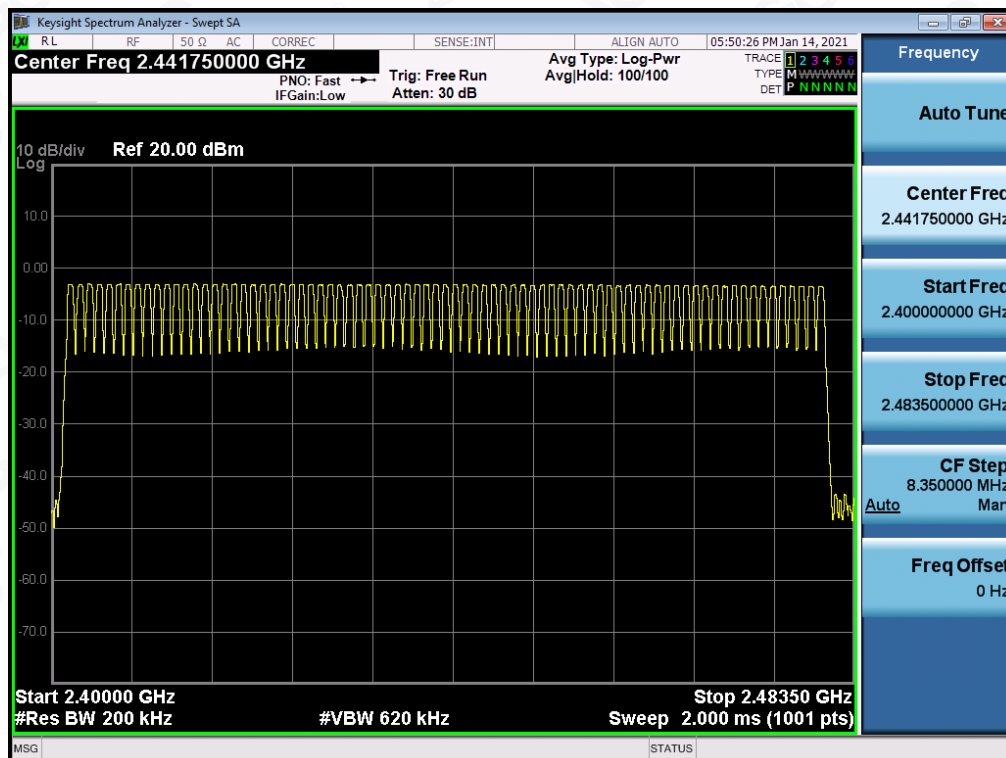 Keysight Spectrum Analyzer - Swept SA
LXI RL RF 50 Ω AC CORREC SENSE:INT ALIGN AUTO 05:50:26 PM Jan 14, 2021
Center Freq 2.441750000 GHz
PNO: Fast
IFGain:Low
Trig: Free Run
Atten: 30 dB
Avg Type: Log-Pwr
Avg|Hold: 100/100
TRACE 1 2 3 4 5 6
TYPE M WWWWW
DET P N N N N N
10 dB/div Ref 20.00 dBm
Log
10.0
0.00
-10.0
-20.0
-30.0
-40.0
-50.0
-60.0
-70.0
Start 2.40000 GHz Stop 2.48350 GHz
#Res BW 200 kHz #VBW 620 kHz Sweep 2.000 ms (1001 pts)
MSG STATUS
Frequency
Auto Tune
Center Freq
2.441750000 GHz
Start Freq
2.400000000 GHz
Stop Freq
2.483500000 GHz
CF Step
8.350000 MHz
Auto Man
Freq Offset
0 Hz